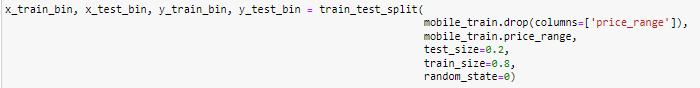 x_train_bin, x_test_bin, y_train_bin, y_test_bin = train_test_split(
mobile_train.drop(columns=['price_range']),
mobile_train.price_range,
test_size=0.2,
train_size=0.8,
random_state=0)